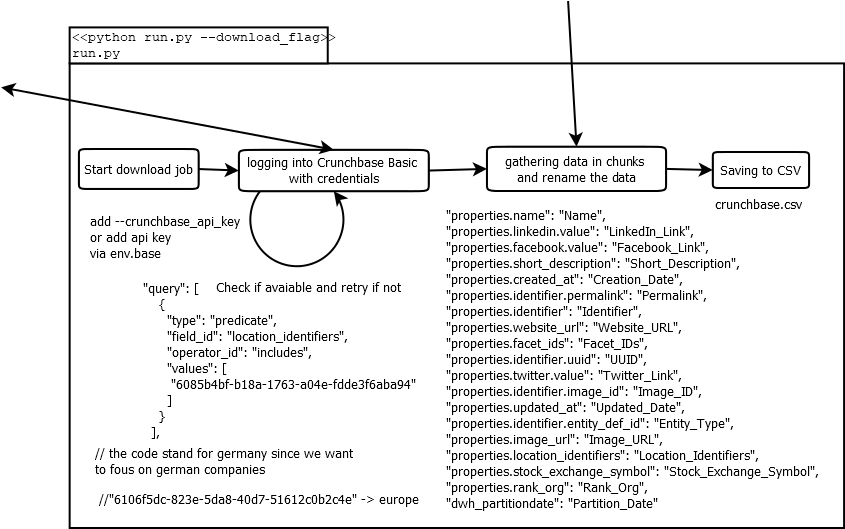 <<python run.py --download_flag>>
run.py
Start download job
logging into Crunchbase Basic
with credentials
gathering data in chunks
and rename the data
Saving to CSV
crunchbase.csv
add --crunchbase_api_key
or add api key
via env.base
Check if avaiable and retry if not
"query": [
{
"type": "predicate",
"field_id": "location_identifiers",
"operator_id": "includes",
"values": [
"6085b4bf-b18a-1763-a04e-fdde3f6aba94"
]
}
],
// the code stand for germany since we want
to fous on german companies
//"6106f5dc-823e-5da8-40d7-51612c0b2c4e" -> europe
"properties.name": "Name",
"properties.linkedin.value": "LinkedIn_Link",
"properties.facebook.value": "Facebook_Link",
"properties.short_description": "Short_Description",
"properties.created_at": "Creation_Date",
"properties.identifier.permalink": "Permalink",
"properties.identifier": "Identifier",
"properties.website_url": "Website_URL",
"properties.facet_ids": "Facet_IDs",
"properties.identifier.uuid": "UUID",
"properties.twitter.value": "Twitter_Link",
"properties.identifier.image_id": "Image_ID",
"properties.updated_at": "Updated_Date",
"properties.identifier.entity_def_id": "Entity_Type",
"properties.image_url": "Image_URL",
"properties.location_identifiers": "Location_Identifiers",
"properties.stock_exchange_symbol": "Stock_Exchange_Symbol",
"properties.rank_org": "Rank_Org",
"dwh_partitiondate": "Partition_Date"